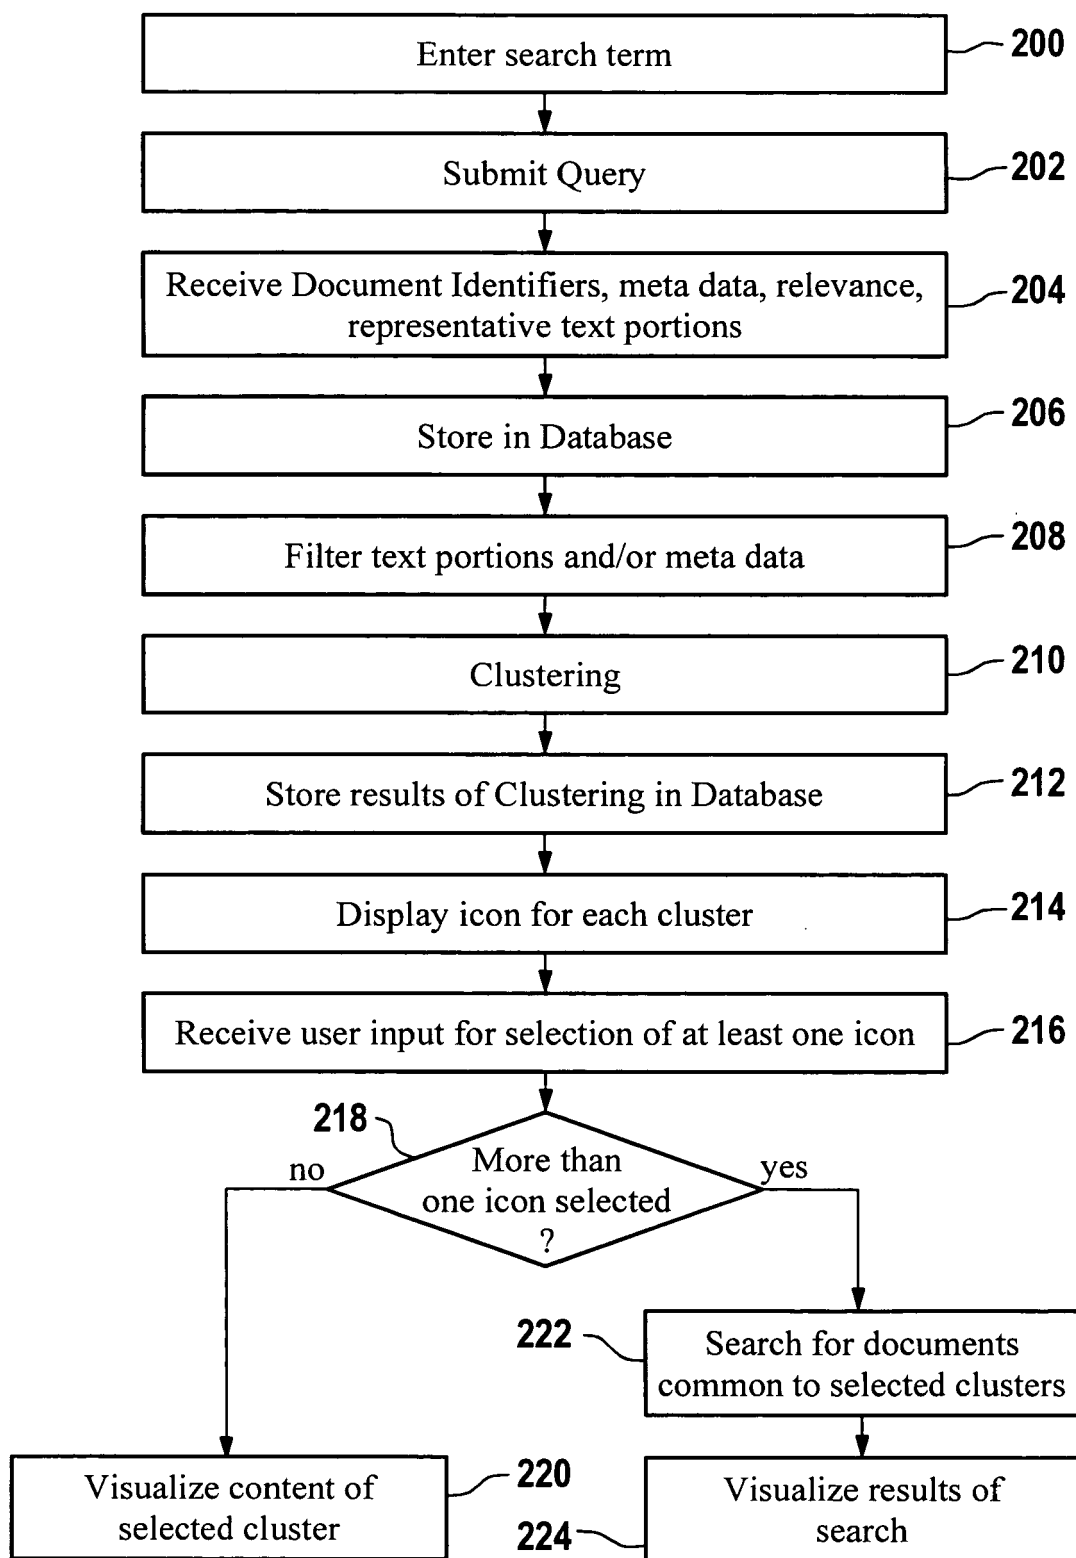 Enter search term
200
Submit Query
202
Receive Document Identifiers, meta data, relevance,
representative text portions
204
Store in Database
206
Filter text portions and/or meta data
208
Clustering
210
Store results of Clustering in Database
212
Display icon for each cluster
214
Receive user input for selection of at least one icon
216
218
no
More than
one icon selected
?
yes
222
Search for documents
common to selected clusters
Visualize content of
selected cluster
220
224
Visualize results of
search